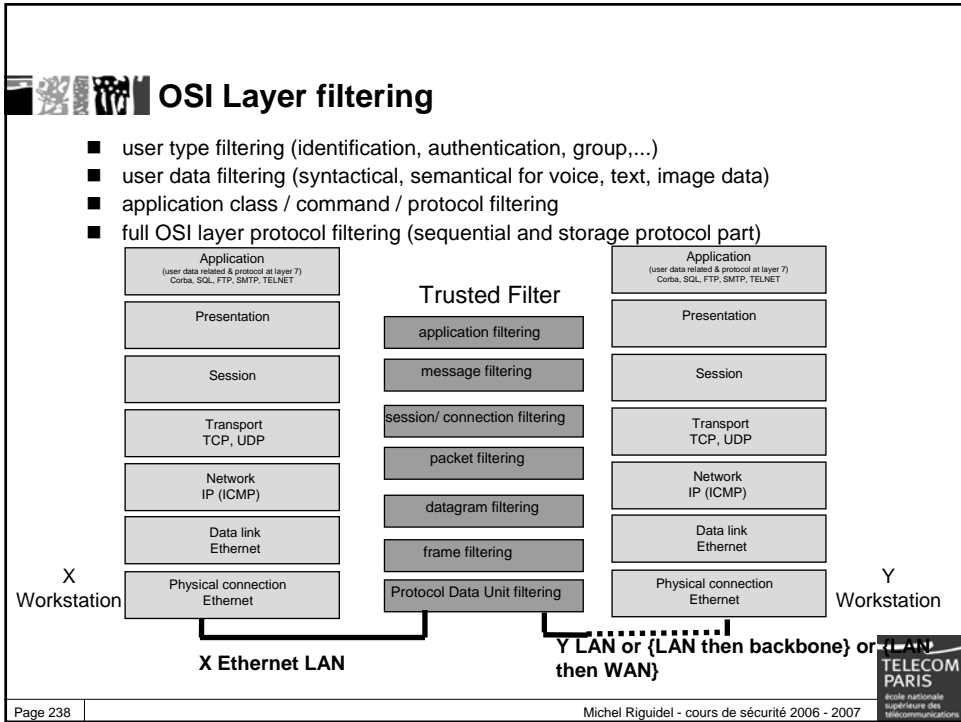 OSI Layer filtering
user type filtering (identification, authentication, group,...)
user data filtering (syntactical, semantical for voice, text, image data)
application class / command / protocol filtering
full OSI layer protocol filtering (sequential and storage protocol part)
Application
(user data related & protocol at layer 7)
Corba, SQL, FTP, SMTP, TELNET
Presentation
Session
Transport
TCP, UDP
Network
IP (ICMP)
Data link
Ethernet
Physical connection
Ethernet
X
Workstation
Trusted Filter
application filtering
message filtering
session/ connection filtering
packet filtering
datagram filtering
frame filtering
Protocol Data Unit filtering
Application
(user data related & protocol at layer 7)
Corba, SQL, FTP, SMTP, TELNET
Presentation
Session
Transport
TCP, UDP
Network
IP (ICMP)
Data link
Ethernet
Physical connection
Ethernet
Y
Workstation
X Ethernet LAN
Y LAN or {LAN then backbone} or {LAN
then WAN}
TELECOM
PARIS
école nationale
supérieure des
télécommunications
Page 238
Michel Riguidel - cours de sécurité 2006 - 2007